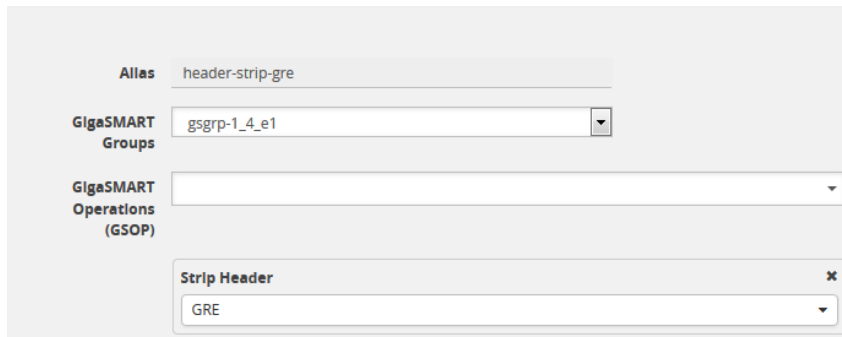 Alias header-strip-gre
GigaSMART gsgrp-1_4_e1
Groups
GigaSMART
Operations
(GSOP)
Strip Header
GRE